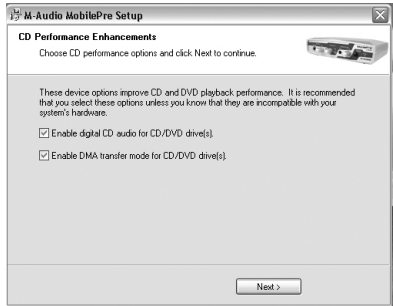 M-Audio MobilePre Setup
CD Performance Enhancements
Choose CD performance options and click Next to continue.
These device options improve CD and DVD playback performance. It is recommended
that you select these options unless you know that they are incompatible with your
system's hardware.
Enable digital CD audio for CD/DVD drive(s).
Enable DMA transfer mode for CD/DVD drive(s).
Next >